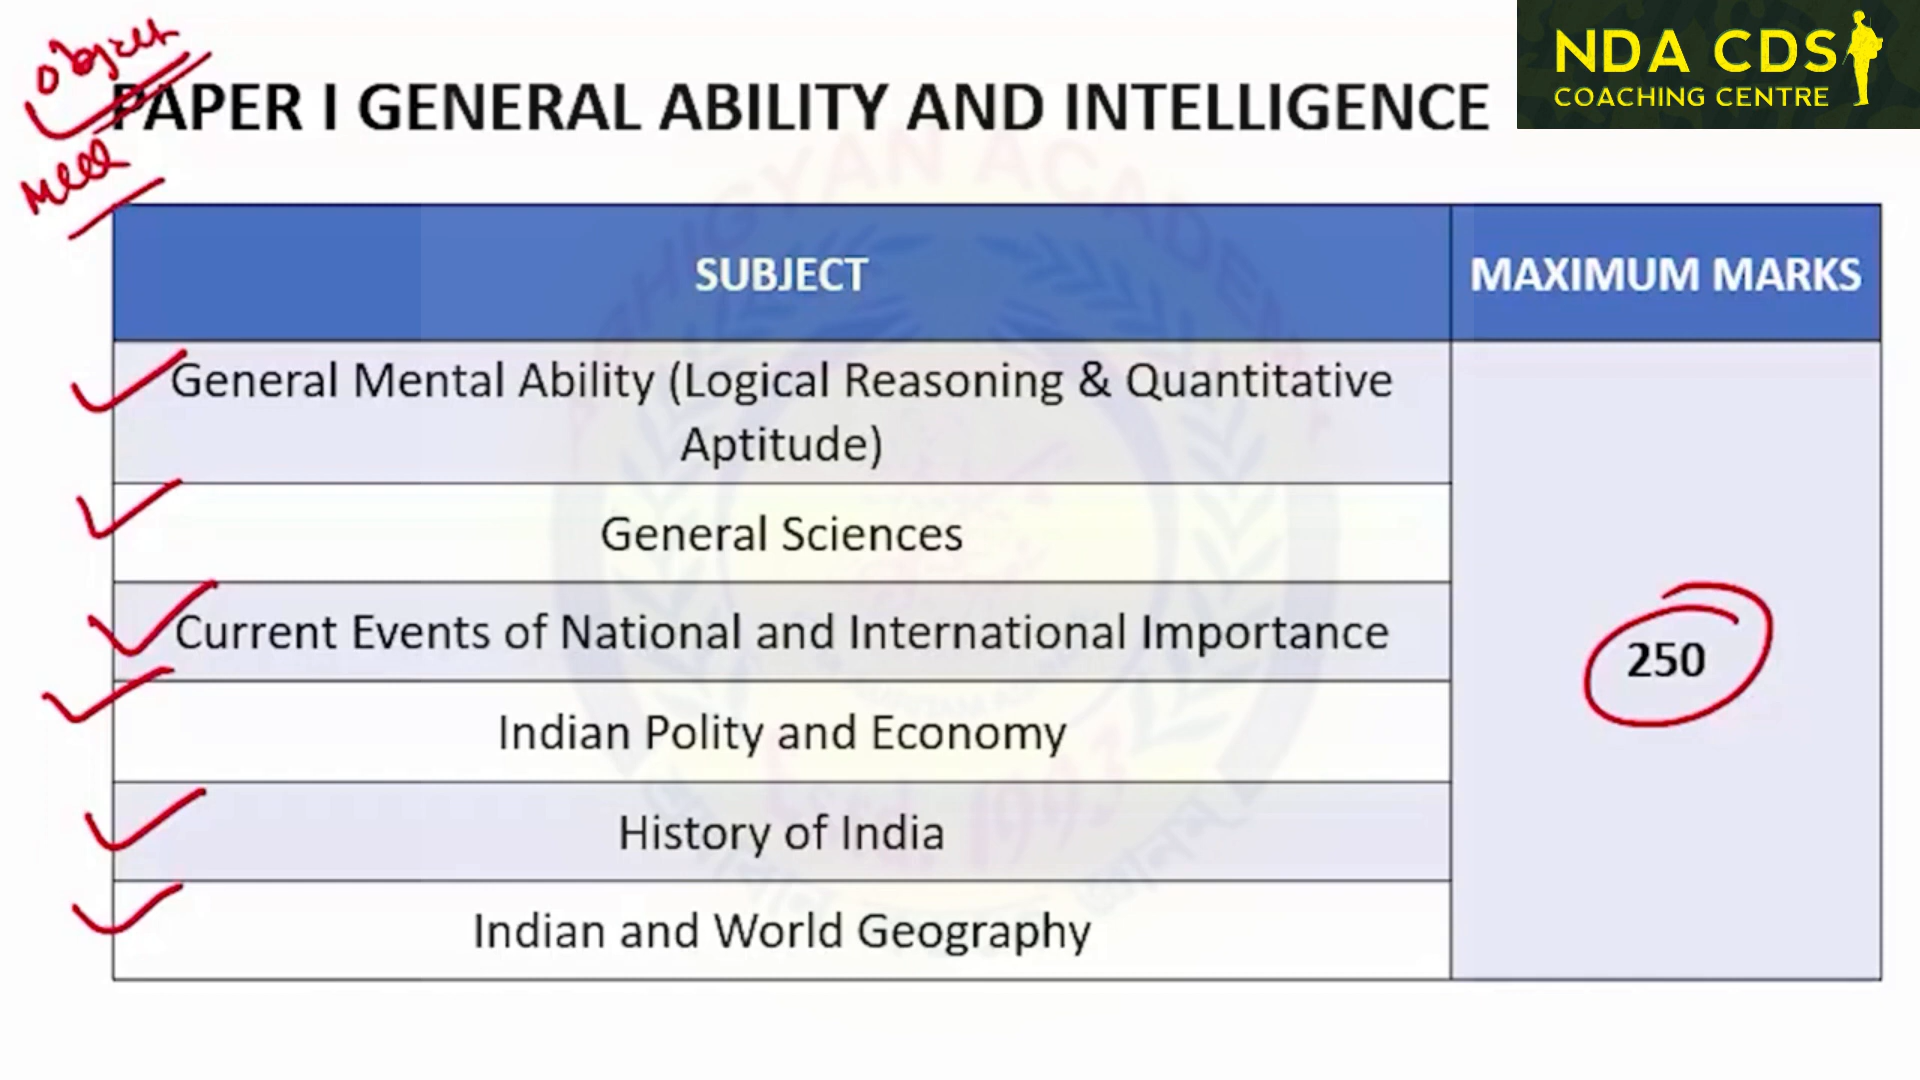 NDA CDS
COACHING CENTRE
PAPER I GENERAL ABILITY AND INTELLIGENCE
SUBJECT
MAXIMUM MARKS
General Mental Ability (Logical Reasoning & Quantitative
Aptitude)
General Sciences
Current Events of National and International Importance
Indian Polity and Economy
History of India
Indian and World Geography
250